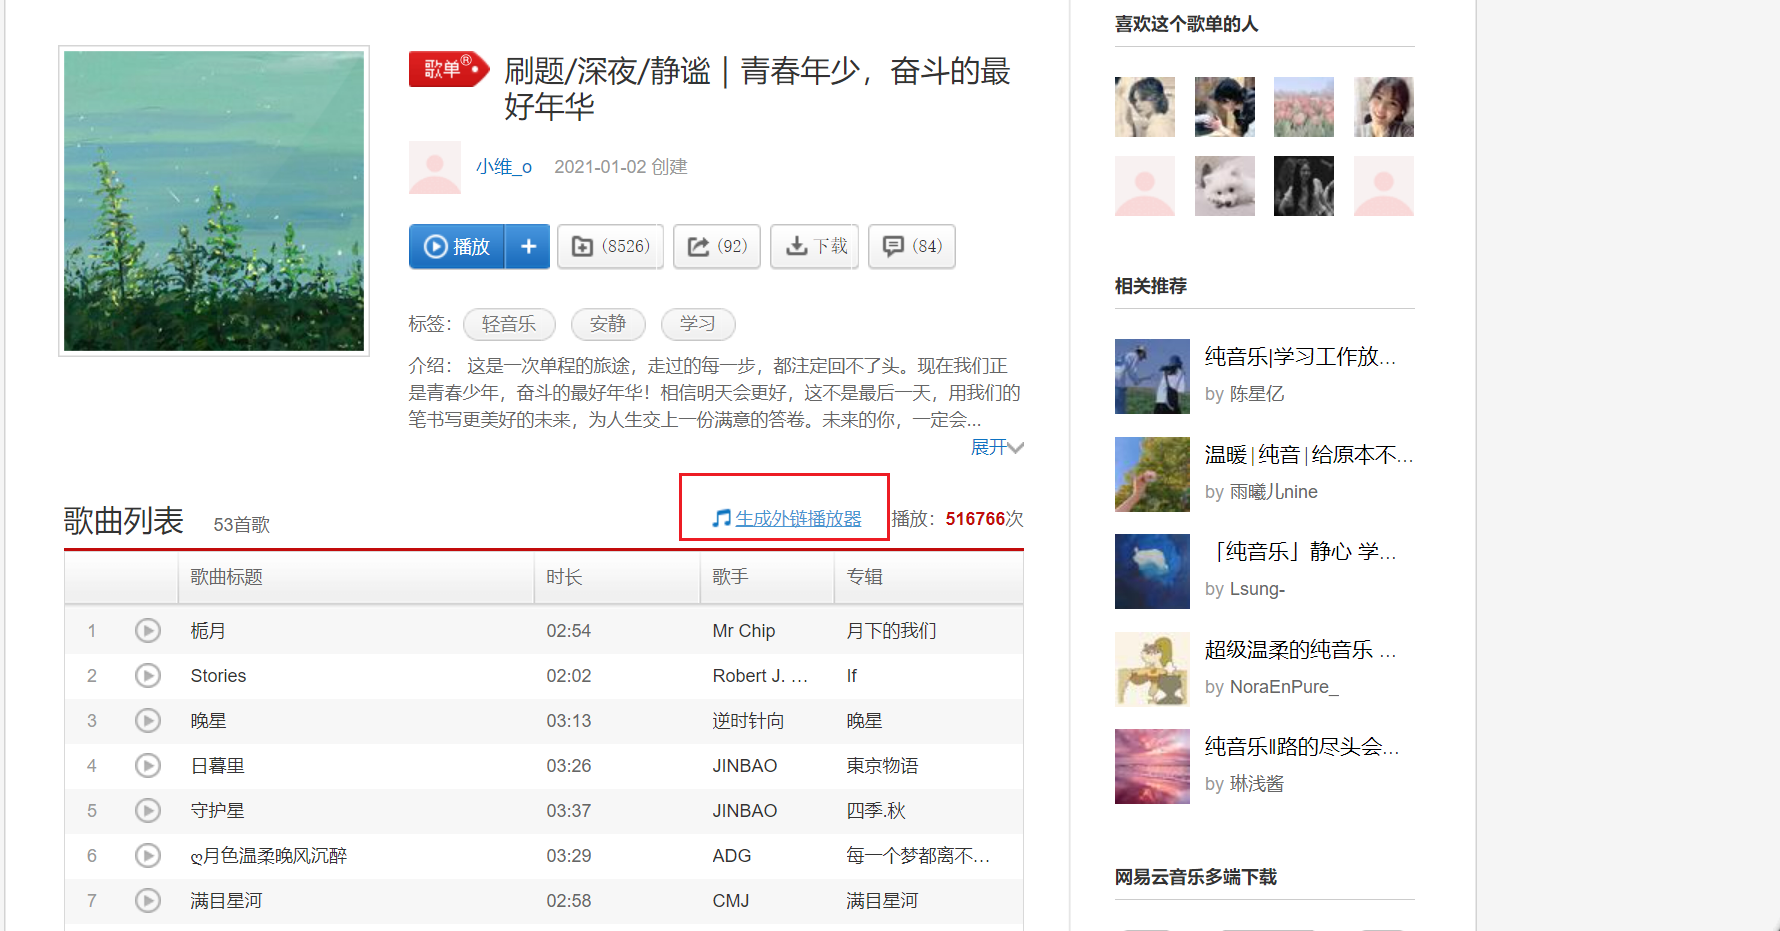 歌单®
刷题/深夜/静谧｜青春年少，奋斗的最
好年华
小维_o 2021-01-02 创建
播放 + (8526) (92) 下载 (84)
标签： 轻音乐 安静 学习
介绍： 这是一次单程的旅途，走过的每一步，都注定回不了头。现在我们正
是青春少年，奋斗的最好年华！相信明天会更好，这不是最后一天，用我们的
笔书写更美好的未来，为人生交上一份满意的答卷。未来的你，一定会...
展开
歌曲列表 53首歌 生成外链播放器 播放：516766次
歌曲标题 时长 歌手 专辑
1 栀月 02:54 Mr Chip 月下的我们
2 Stories 02:02 Robert J. … If
3 晚星 03:13 逆时针向 晚星
4 日暮里 03:26 JINBAO 東京物语
5 守护星 03:37 JINBAO 四季.秋
6 ღ月色温柔晚风沉醉 03:29 ADG 每一个梦都离不…
7 满目星河 02:58 CMJ 满目星河
喜欢这个歌单的人
相关推荐
纯音乐|学习工作放...
by 陈星亿
温暖|纯音|给原本不...
by 雨曦儿nine
「纯音乐」静心 学...
by Lsung-
超级温柔的纯音乐 ...
by NoraEnPure_
纯音乐‖路的尽头会...
by 琳浅酱
网易云音乐多端下载